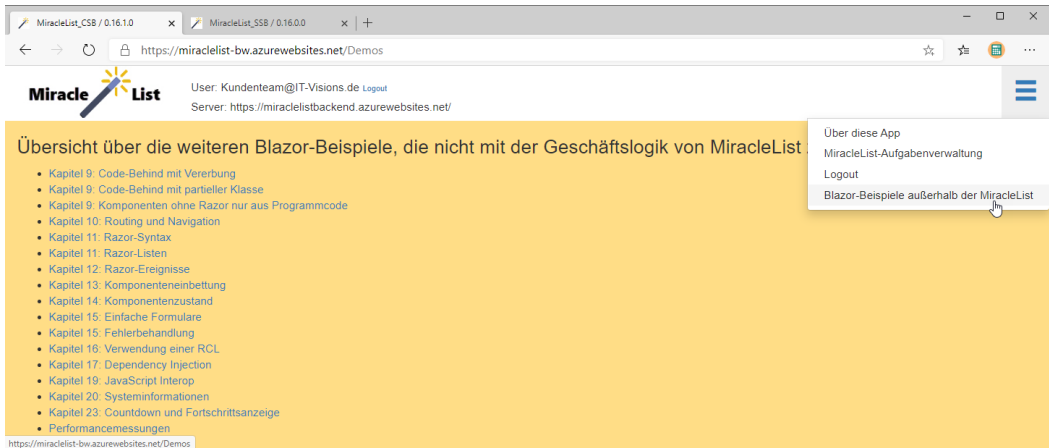 MiracleList_CSB / 0.16.1.0
MiracleList_SSB / 0.16.0.0
https://miraclelist-bw.azurewebsites.net/Demos
Miracle List
User: Kundenteam@IT-Visions.de Logout
Server: https://miraclelistbackend.azurewebsites.net/
Über diese App
MiracleList-Aufgabenverwaltung
Logout
Blazor-Beispiele außerhalb der MiracleList
Übersicht über die weiteren Blazor-Beispiele, die nicht mit der Geschäftslogik von MiracleList
Kapitel 9: Code-Behind mit Vererbung
Kapitel 9: Code-Behind mit partieller Klasse
Kapitel 9: Komponenten ohne Razor nur aus Programmcode
Kapitel 10: Routing und Navigation
Kapitel 11: Razor-Syntax
Kapitel 11: Razor-Listen
Kapitel 12: Razor-Ereignisse
Kapitel 13: Komponenteneinbettung
Kapitel 14: Komponentenzustand
Kapitel 15: Einfache Formulare
Kapitel 15: Fehlerbehandlung
Kapitel 16: Verwendung einer RCL
Kapitel 17: Dependency Injection
Kapitel 19: JavaScript Interop
Kapitel 20: Systeminformationen
Kapitel 23: Countdown und Fortschrittsanzeige
Performancemessungen
https://miraclelist-bw.azurewebsites.net/Demos